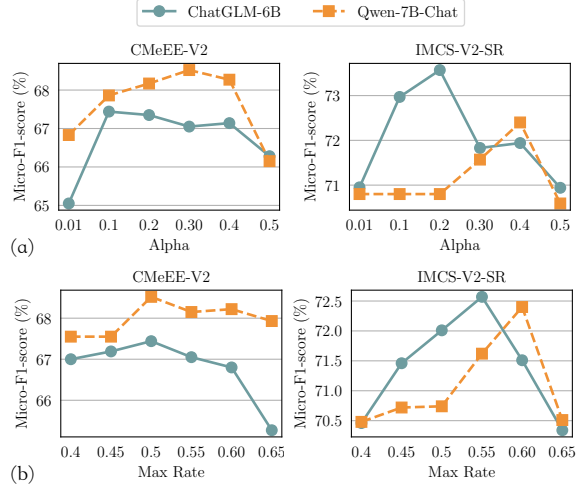 ChatGLM-6B Qwen-7B-Chat
CMeEE-V2
Micro-F1-score (%)
68
67
66
65
0.01 0.1 0.2 0.30 0.4 0.5
Alpha
IMCS-V2-SR
Micro-F1-score (%)
73
72
71
0.01 0.1 0.2 0.30 0.4 0.5
Alpha
(a)
CMeEE-V2
Micro-F1-score (%)
68
67
66
0.4 0.45 0.5 0.55 0.60 0.65
Max Rate
IMCS-V2-SR
Micro-F1-score (%)
72.5
72.0
71.5
71.0
70.5
0.4 0.45 0.50 0.55 0.60 0.65
Max Rate
(b)